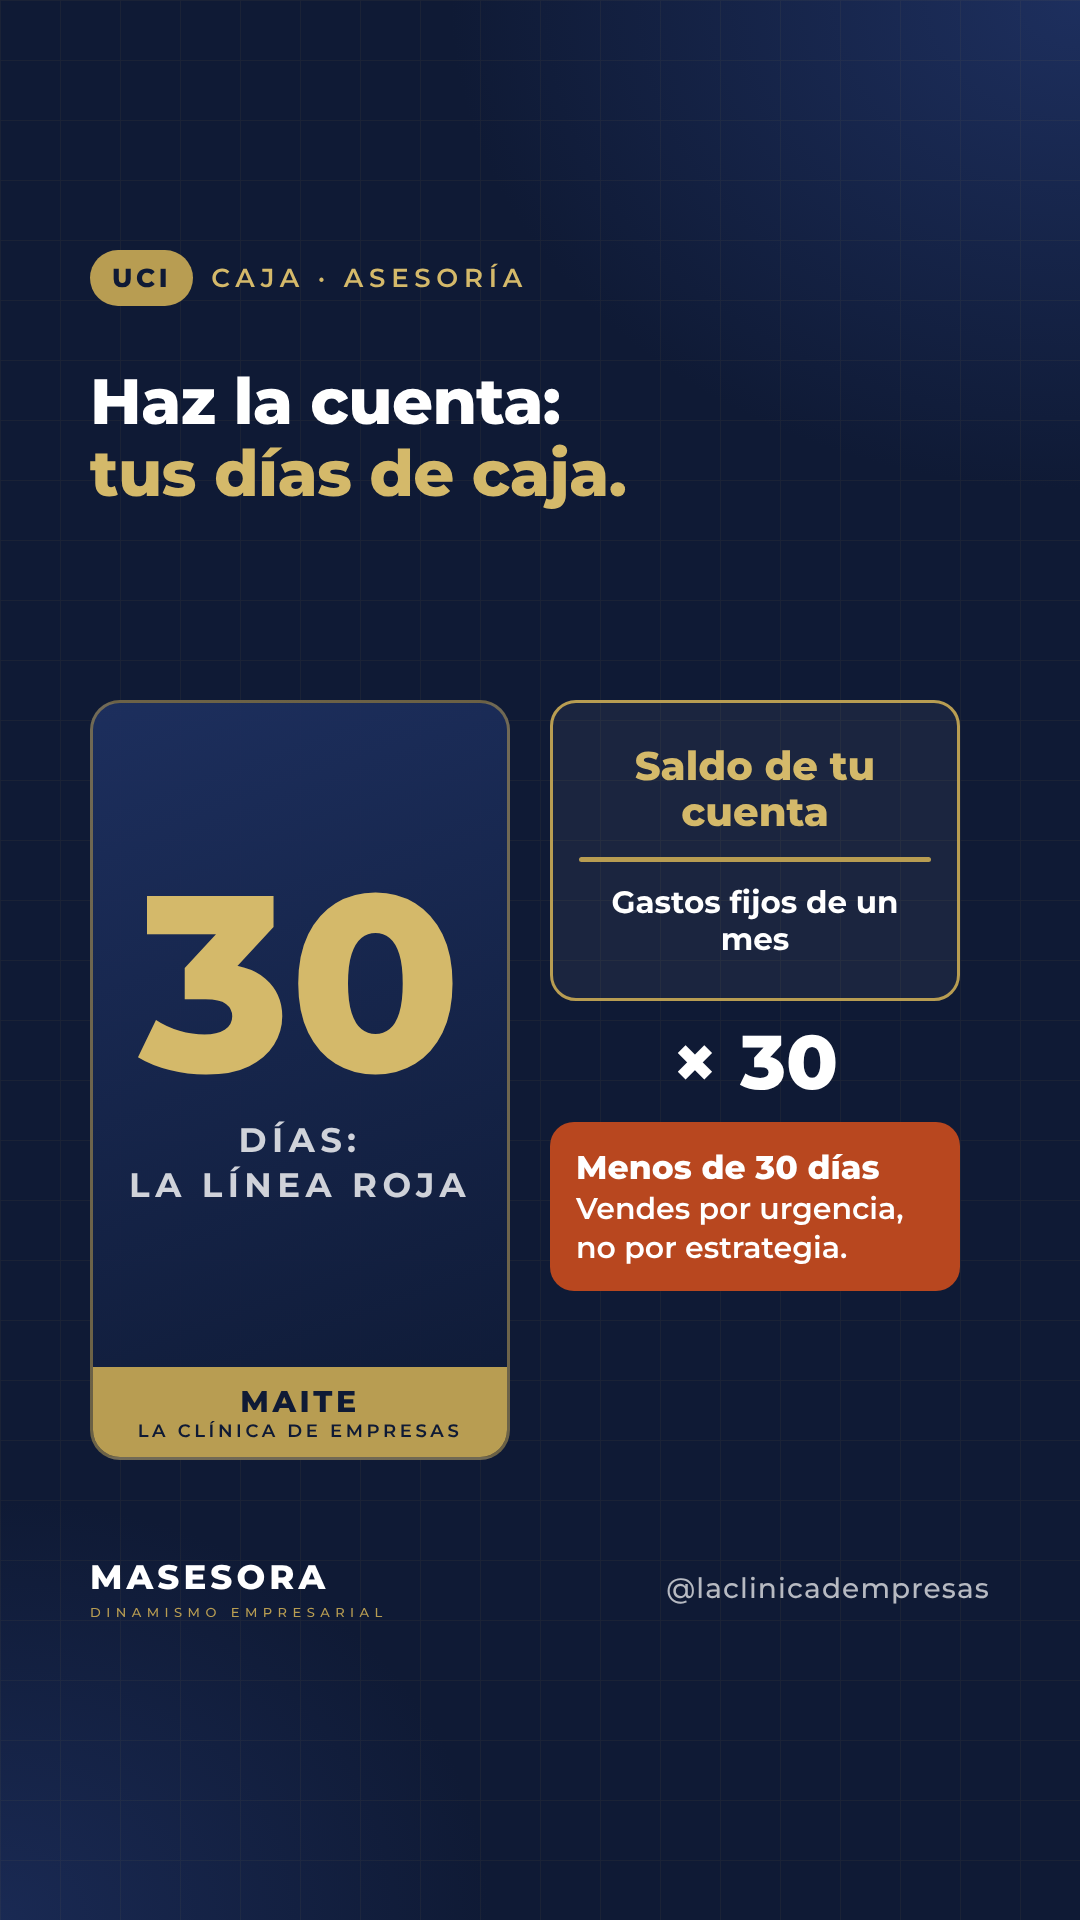 UCI CAJA · ASESORÍA
Haz la cuenta:
tus días de caja.
30
DÍAS:
LA LÍNEA ROJA
MAITE
LA CLÍNICA DE EMPRESAS
Saldo de tu
cuenta
Gastos fijos de un
mes
× 30
Menos de 30 días
Vendes por urgencia,
no por estrategia.
MASESORA
DINAMISMO EMPRESARIAL
@laclinicadempresas